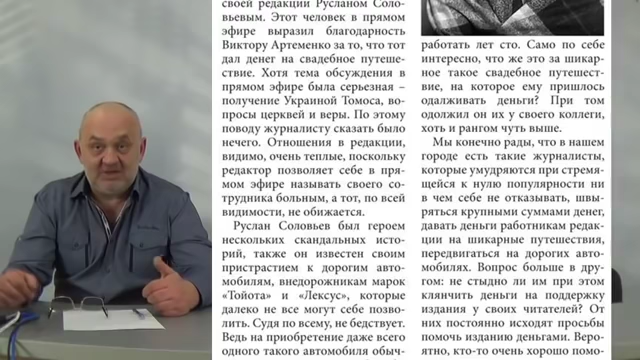 своей редакции Русланом Соло-
вьевым. Этот человек в прямом
эфире выразил благодарность
Виктору Артеменко за то, что тот
дал денег на свадебное путеше-
ствие. Хотя тема обсуждения в
прямом эфире была серьезная –
получение Украиной Томоса, во-
просы церквей и веры. По этому
поводу журналисту сказать было
нечего. Отношения в редакции,
видимо, очень теплые, поскольку
редактор позволяет себе в пря-
мом эфире называть своего со-
трудника больным, а тот, по всей
видимости, не обижается.
Руслан Соловьев был героем
нескольких скандальных исто-
рий, также он известен своим
пристрастием к дорогим авто-
мобилям, внедорожникам марок
«Тойота» и «Лексус», которые
далеко не все могут себе позво-
лить. Судя по всему, не бедствует.
Ведь на приобретение даже всего
одного такого автомобиля обыч-
работать лет сто. Само по себе
интересно, что же это за шикар-
ное такое свадебное путешест-
вие, на которое ему пришлось
одалживать деньги? При том
одолжил он их у своего коллеги,
хоть и рангом чуть выше.
Мы конечно рады, что в нашем
городе есть такие журналисты,
которые умудряются при стремя-
щейся к нулю популярности ни
в чем себе не отказывать, швы-
ряться крупными суммами денег,
давать деньги работникам редак-
ции на шикарные путешествия,
передвигаться на дорогих авто-
мобилях. Вопрос больше в дру-
гом: не стыдно ли им при этом
клянчить деньги на поддержку
издания у своих читателей? От
них постоянно исходят просьбы
помочь изданию деньгами. Веро-
ятно, кто-то очень хорошо помо-